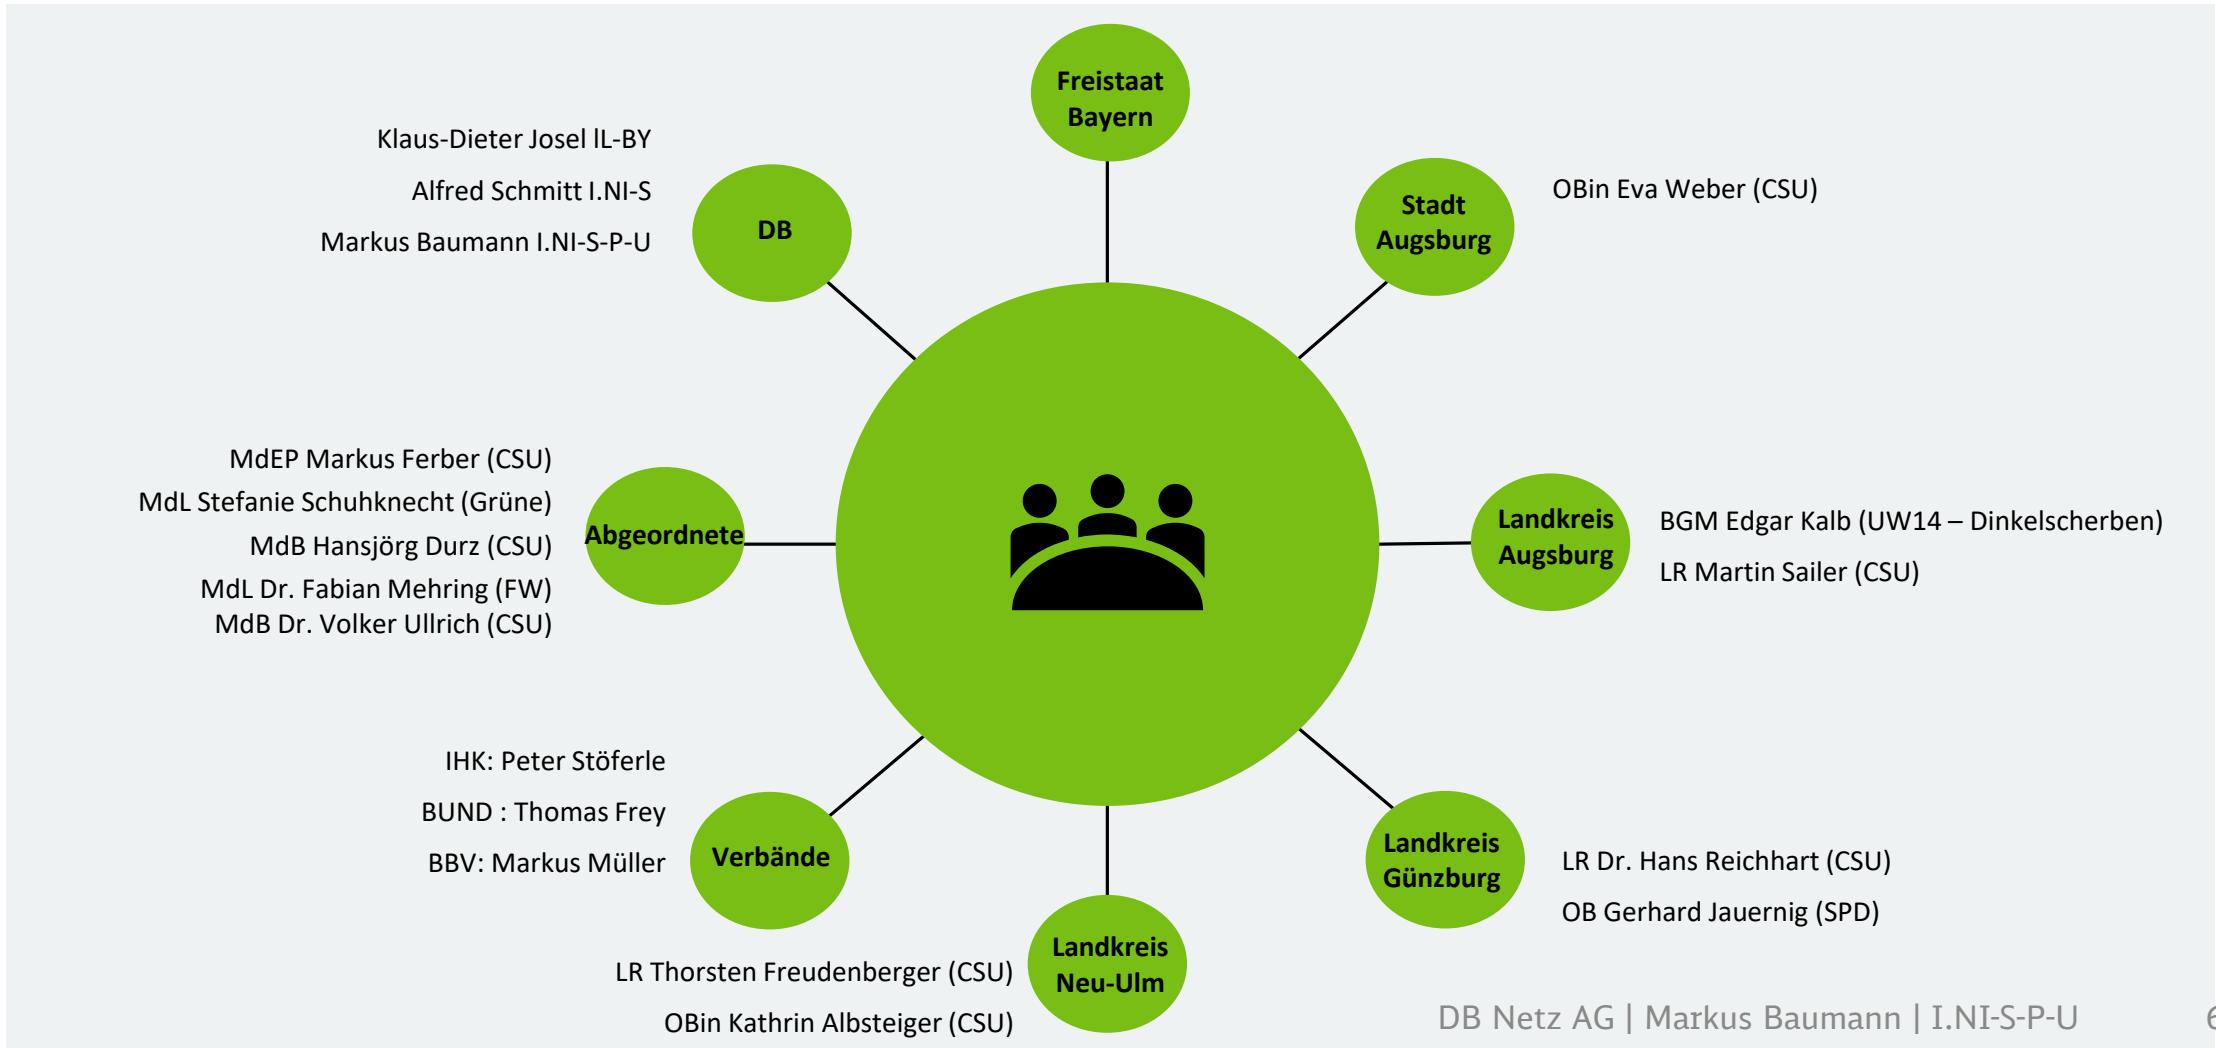 Freistaat
Bayern
Klaus-Dieter Josel lL-BY
Alfred Schmitt I.NI-S
Markus Baumann I.NI-S-P-U
DB
Stadt
Augsburg
OBin Eva Weber (CSU)
MdEP Markus Ferber (CSU)
MdL Stefanie Schuhknecht (Grüne)
MdB Hansjörg Durz (CSU)
MdL Dr. Fabian Mehring (FW)
MdB Dr. Volker Ullrich (CSU)
Abgeordnete
Landkreis
Augsburg
BGM Edgar Kalb (UW14 – Dinkelscherben)
LR Martin Sailer (CSU)
IHK: Peter Stöferle
BUND : Thomas Frey
BBV: Markus Müller
Verbände
Landkreis
Günzburg
LR Dr. Hans Reichhart (CSU)
OB Gerhard Jauernig (SPD)
LR Thorsten Freudenberger (CSU)
OBin Kathrin Albsteiger (CSU)
Landkreis
Neu-Ulm
DB Netz AG | Markus Baumann | I.NI-S-P-U
6